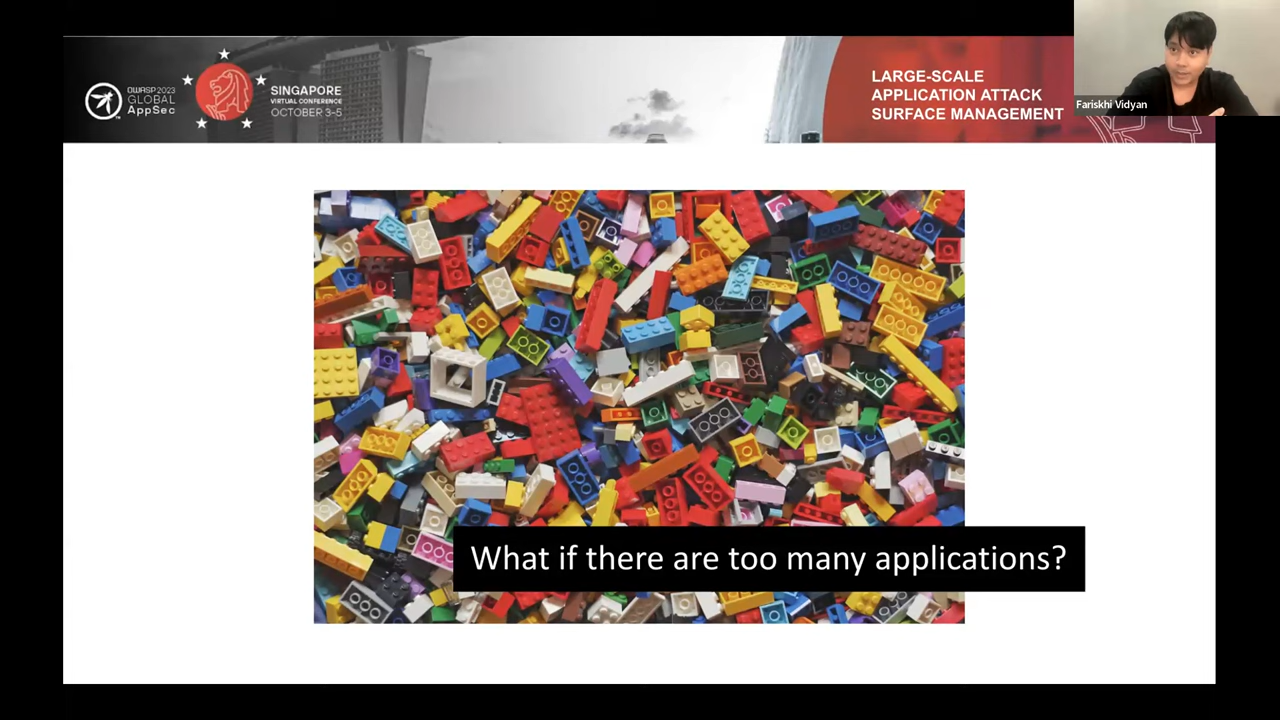 OWASP 2023
GLOBAL
AppSec
TM
SINGAPORE
VIRTUAL CONFERENCE
OCTOBER 3-5
LARGE-SCALE
APPLICATION ATTACK
SURFACE MANAGEMENT
Fariskhi Vidyan
What if there are too many applications?